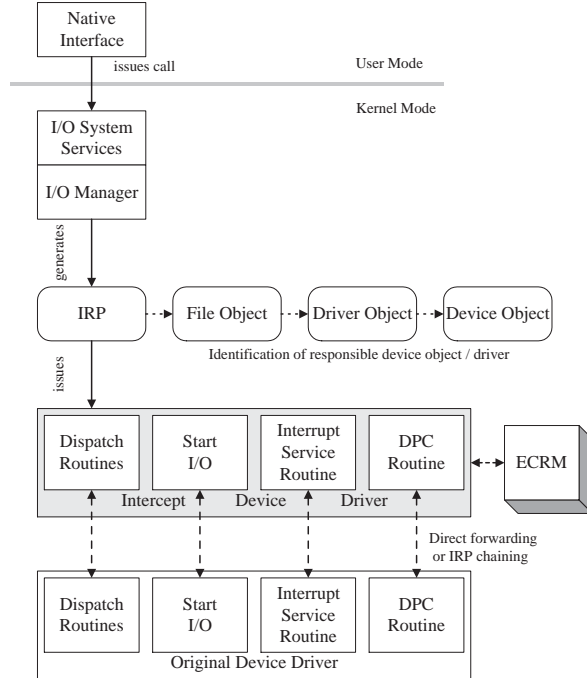 Native
Interface
issues call
User Mode
Kernel Mode
I/O System
Services
I/O Manager
generates
IRP
File Object
Driver Object
Device Object
Identification of responsible device object / driver
issues
Dispatch
Routines
Start
I/O
Interrupt
Service
Routine
DPC
Routine
ECRM
Intercept Device Driver
Direct forwarding
or IRP chaining
Dispatch
Routines
Start
I/O
Interrupt
Service
Routine
DPC
Routine
Original Device Driver